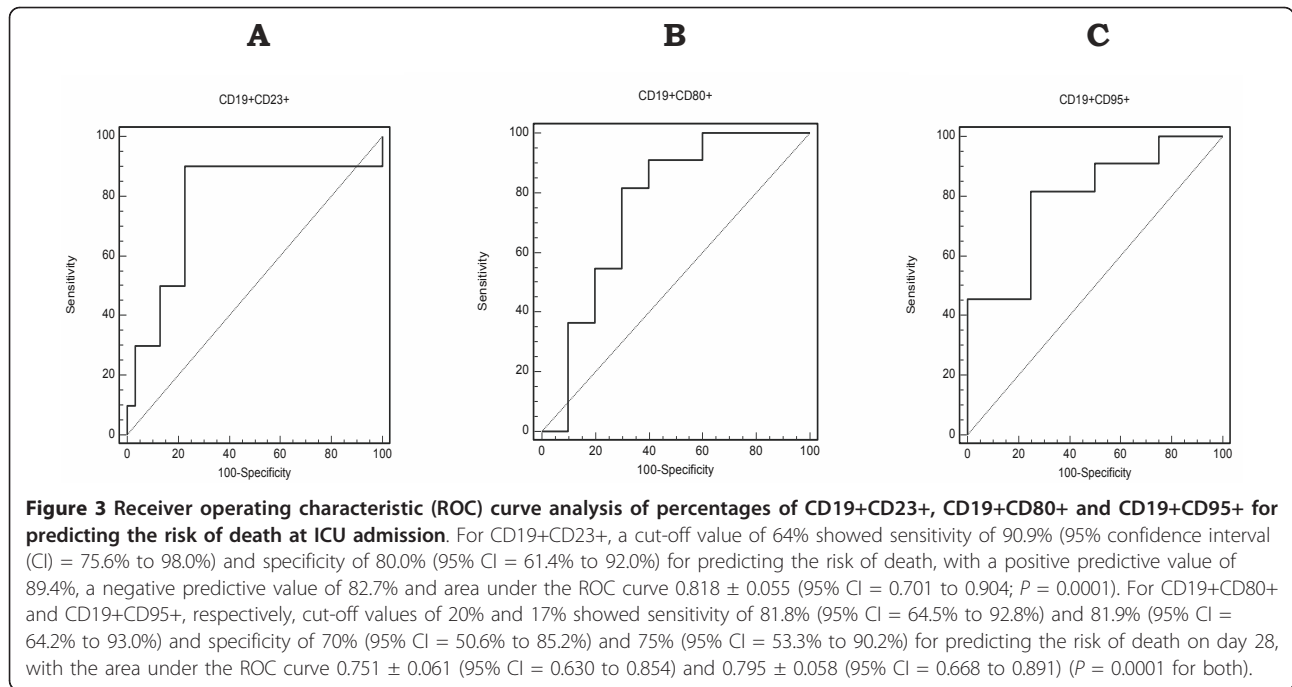 A
B
C
CD19+CD23+
CD19+CD80+
CD19+CD95+
100
80
60
40
20
0
Sensitivity
0 20 40 60 80 100
100-Specificity
100
80
60
40
20
0
Sensitivity
0 20 40 60 80 100
100-Specificity
100
80
60
40
20
0
Sensitivity
0 20 40 60 80 100
100-Specificity
Figure 3 Receiver operating characteristic (ROC) curve analysis of percentages of CD19+CD23+, CD19+CD80+ and CD19+CD95+ for
predicting the risk of death at ICU admission. For CD19+CD23+, a cut-off value of 64% showed sensitivity of 90.9% (95% confidence interval
(CI) = 75.6% to 98.0%) and specificity of 80.0% (95% CI = 61.4% to 92.0%) for predicting the risk of death, with a positive predictive value of
89.4%, a negative predictive value of 82.7% and area under the ROC curve 0.818 ± 0.055 (95% CI = 0.701 to 0.904; P = 0.0001). For CD19+CD80+
and CD19+CD95+, respectively, cut-off values of 20% and 17% showed sensitivity of 81.8% (95% CI = 64.5% to 92.8%) and 81.9% (95% CI =
64.2% to 93.0%) and specificity of 70% (95% CI = 50.6% to 85.2%) and 75% (95% CI = 53.3% to 90.2%) for predicting the risk of death on day 28,
with the area under the ROC curve 0.751 ± 0.061 (95% CI = 0.630 to 0.854) and 0.795 ± 0.058 (95% CI = 0.668 to 0.891) (P = 0.0001 for both).